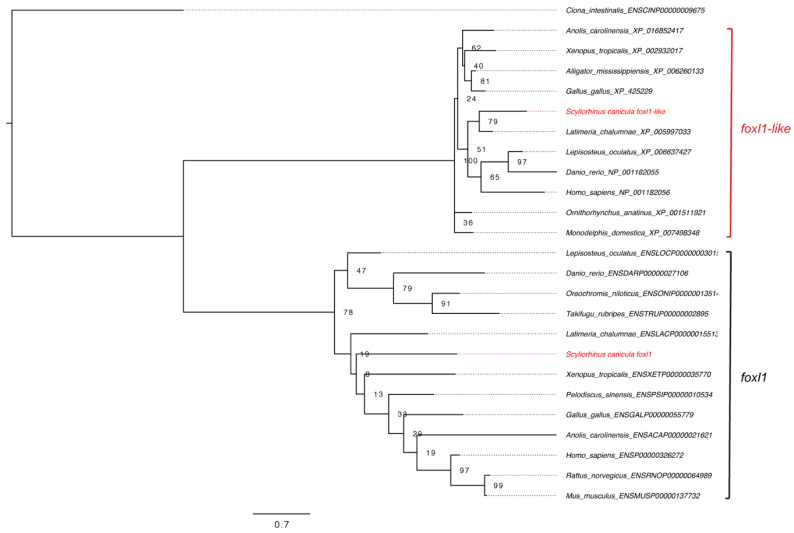 Ciona_intestinalis_ENSCINP00000009675
Anolis_carolinensis_XP_016852417
62
Xenopus_tropicalis_XP_002932017
40
Alligator_mississippiensis_XP_006260133
81
Gallus_gallus_XP_425229
24
Scyliorhinus canicula foxl1-like
79
foxl1-like
Latimeria_chalumnae_XP_005997033
51
Lepisosteus_oculatus_XP_006637427
100
97
Danio_rerio_NP_001182055
65
Homo_sapiens_NP_001182056
Ornithorhynchus_anatinus_XP_001511921
36
Monodelphis_domestica_XP_007498348
Lepisosteus_oculatus_ENSLOCP0000000301
47
Danio_rerio_ENSDARP00000027106
79
Oreochromis_niloticus_ENSONIP0000001351
91
78
Takifugu_rubripes_ENSTRUP00000002895
Latimeria_chalumnae_ENSLACP00000015513
19
Scyliorhinus canicula foxl1
8
Xenopus_tropicalis_ENSXETP00000035770
foxl1
13
Pelodiscus_sinensis_ENSPSIP00000010534
33
Gallus_gallus_ENSGALP00000055779
29
Anolis_carolinensis_ENSACAP00000021621
19
Homo_sapiens_ENSP00000326272
97
Rattus_norvegicus_ENSRNOP00000064989
99
Mus_musculus_ENSMUSP00000137732
0.7